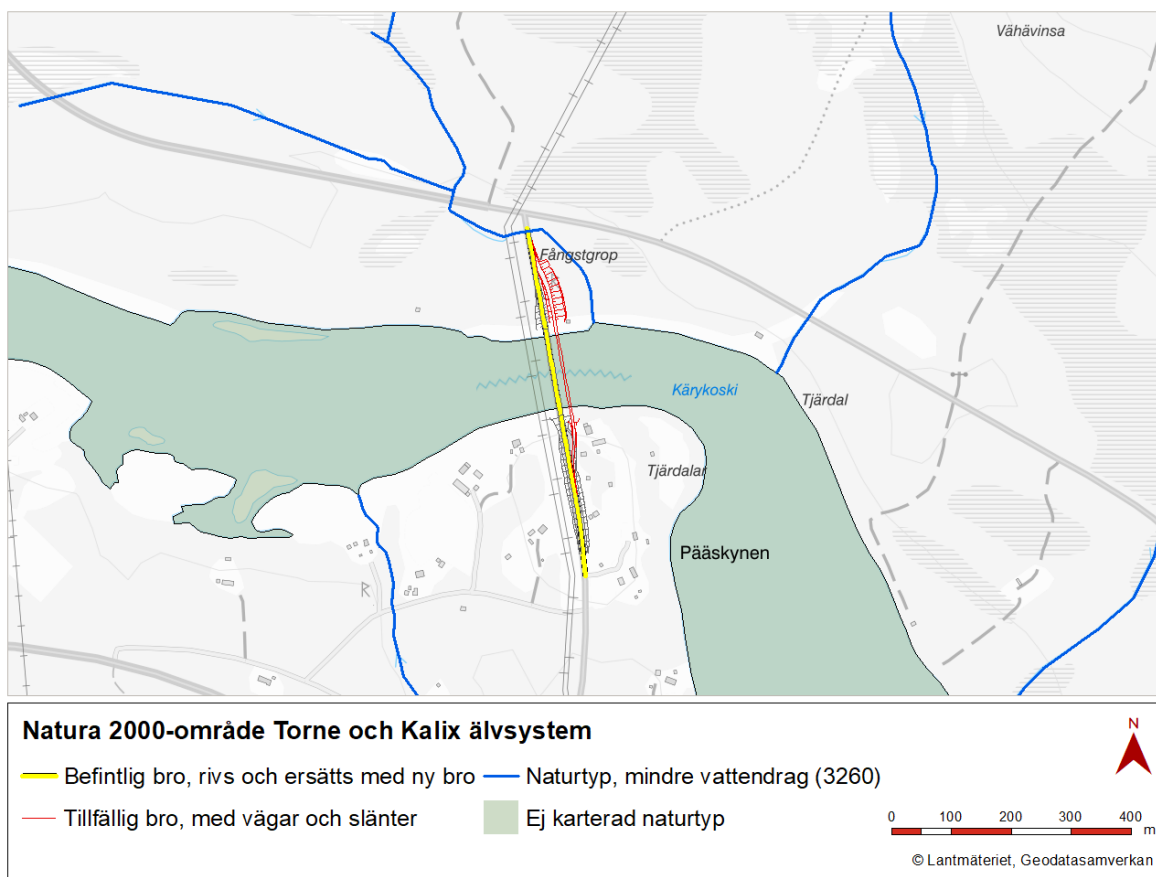 Vähävinsa
Fångstgrop
Kärykoski
Tjärdal
Tjärdalar
Pääskynen
R
Natura 2000-område Torne och Kalix älvsystem
Befintlig bro, rivs och ersätts med ny bro
Naturtyp, mindre vattendrag (3260)
Tillfällig bro, med vägar och slänter
Ej karterad naturtyp
N
0 100 200 300 400
m
© Lantmäteriet, Geodatasamverkan